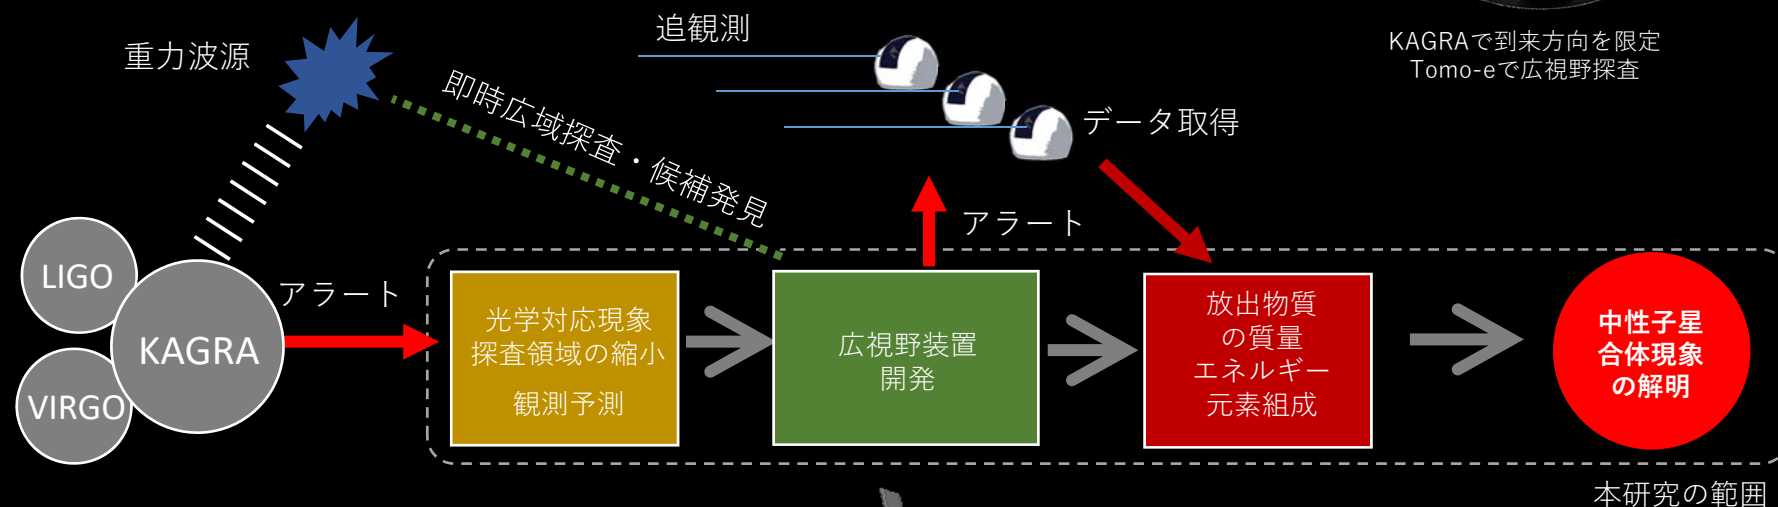 重力波源
追観測
KAGRAで到来方向を限定
Tomo-eで広視野探査
即時広域探査・候補発見
データ取得
アラート
LIGO
KAGRA
VIRGO
アラート
光学対応現象
探査領域の縮小
観測予測
広視野装置
開発
放出物質
の質量
エネルギー
元素組成
中性子星
合体現象
の解明
本研究の範囲